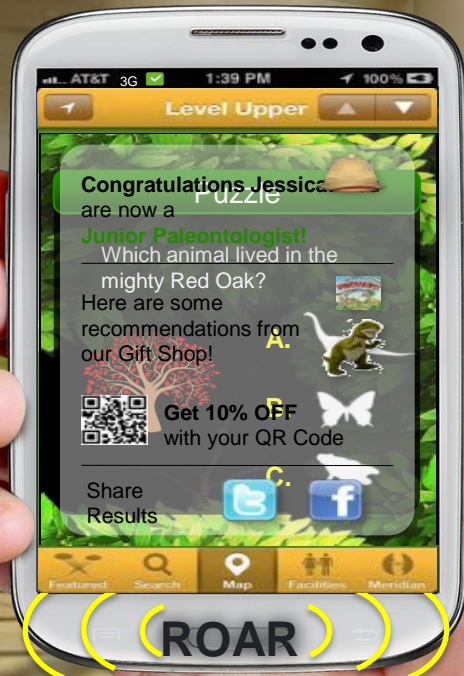 AT&T 3G 1:39 PM 100%
Level Upper
Congratulations Jessica.
Puzzle
are now a
Junior Paleontologist!
Which animal lived in the
mighty Red Oak?
Here are some
recommendations from
our Gift Shop!
A.
B.
Get 10% OFF
with your QR Code
C.
Share
Results
Featured Search Map Facilities Meridian
ROAR